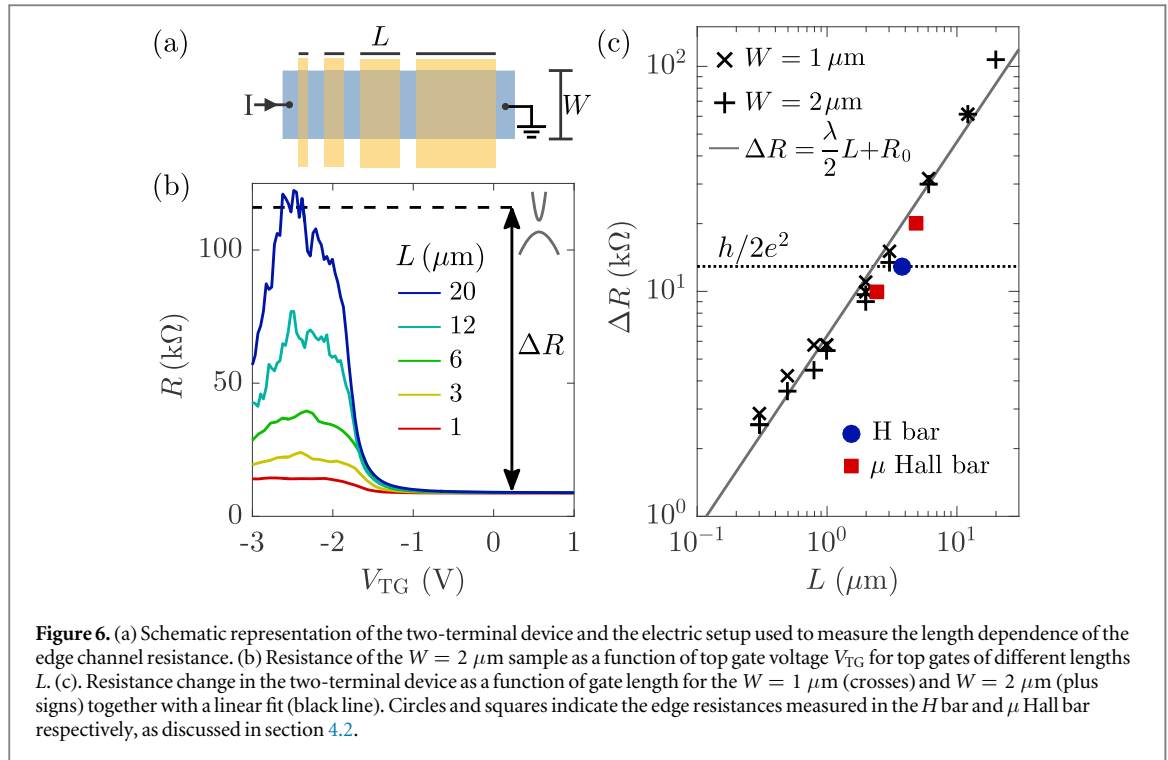 (a)
L
I
W
(b)
R (kΩ)
100
50
0
-3
-2
-1
0
1
V_TG (V)
L (μm)
20
12
6
3
1
ΔR
(c)
× W = 1 μm
+ W = 2 μm
ΔR = λ/2 L+R_0
h/2e^2
ΔR (kΩ)
10^2
10^1
10^0
10^-1
10^0
10^1
L (μm)
H bar
μ Hall bar
Figure 6. (a) Schematic representation of the two-terminal device and the electric setup used to measure the length dependence of the
edge channel resistance. (b) Resistance of the W = 2 μm sample as a function of top gate voltage V_TG for top gates of different lengths
L. (c). Resistance change in the two-terminal device as a function of gate length for the W = 1 μm (crosses) and W = 2 μm (plus
signs) together with a linear fit (black line). Circles and squares indicate the edge resistances measured in the H bar and μ Hall bar
respectively, as discussed in section 4.2.